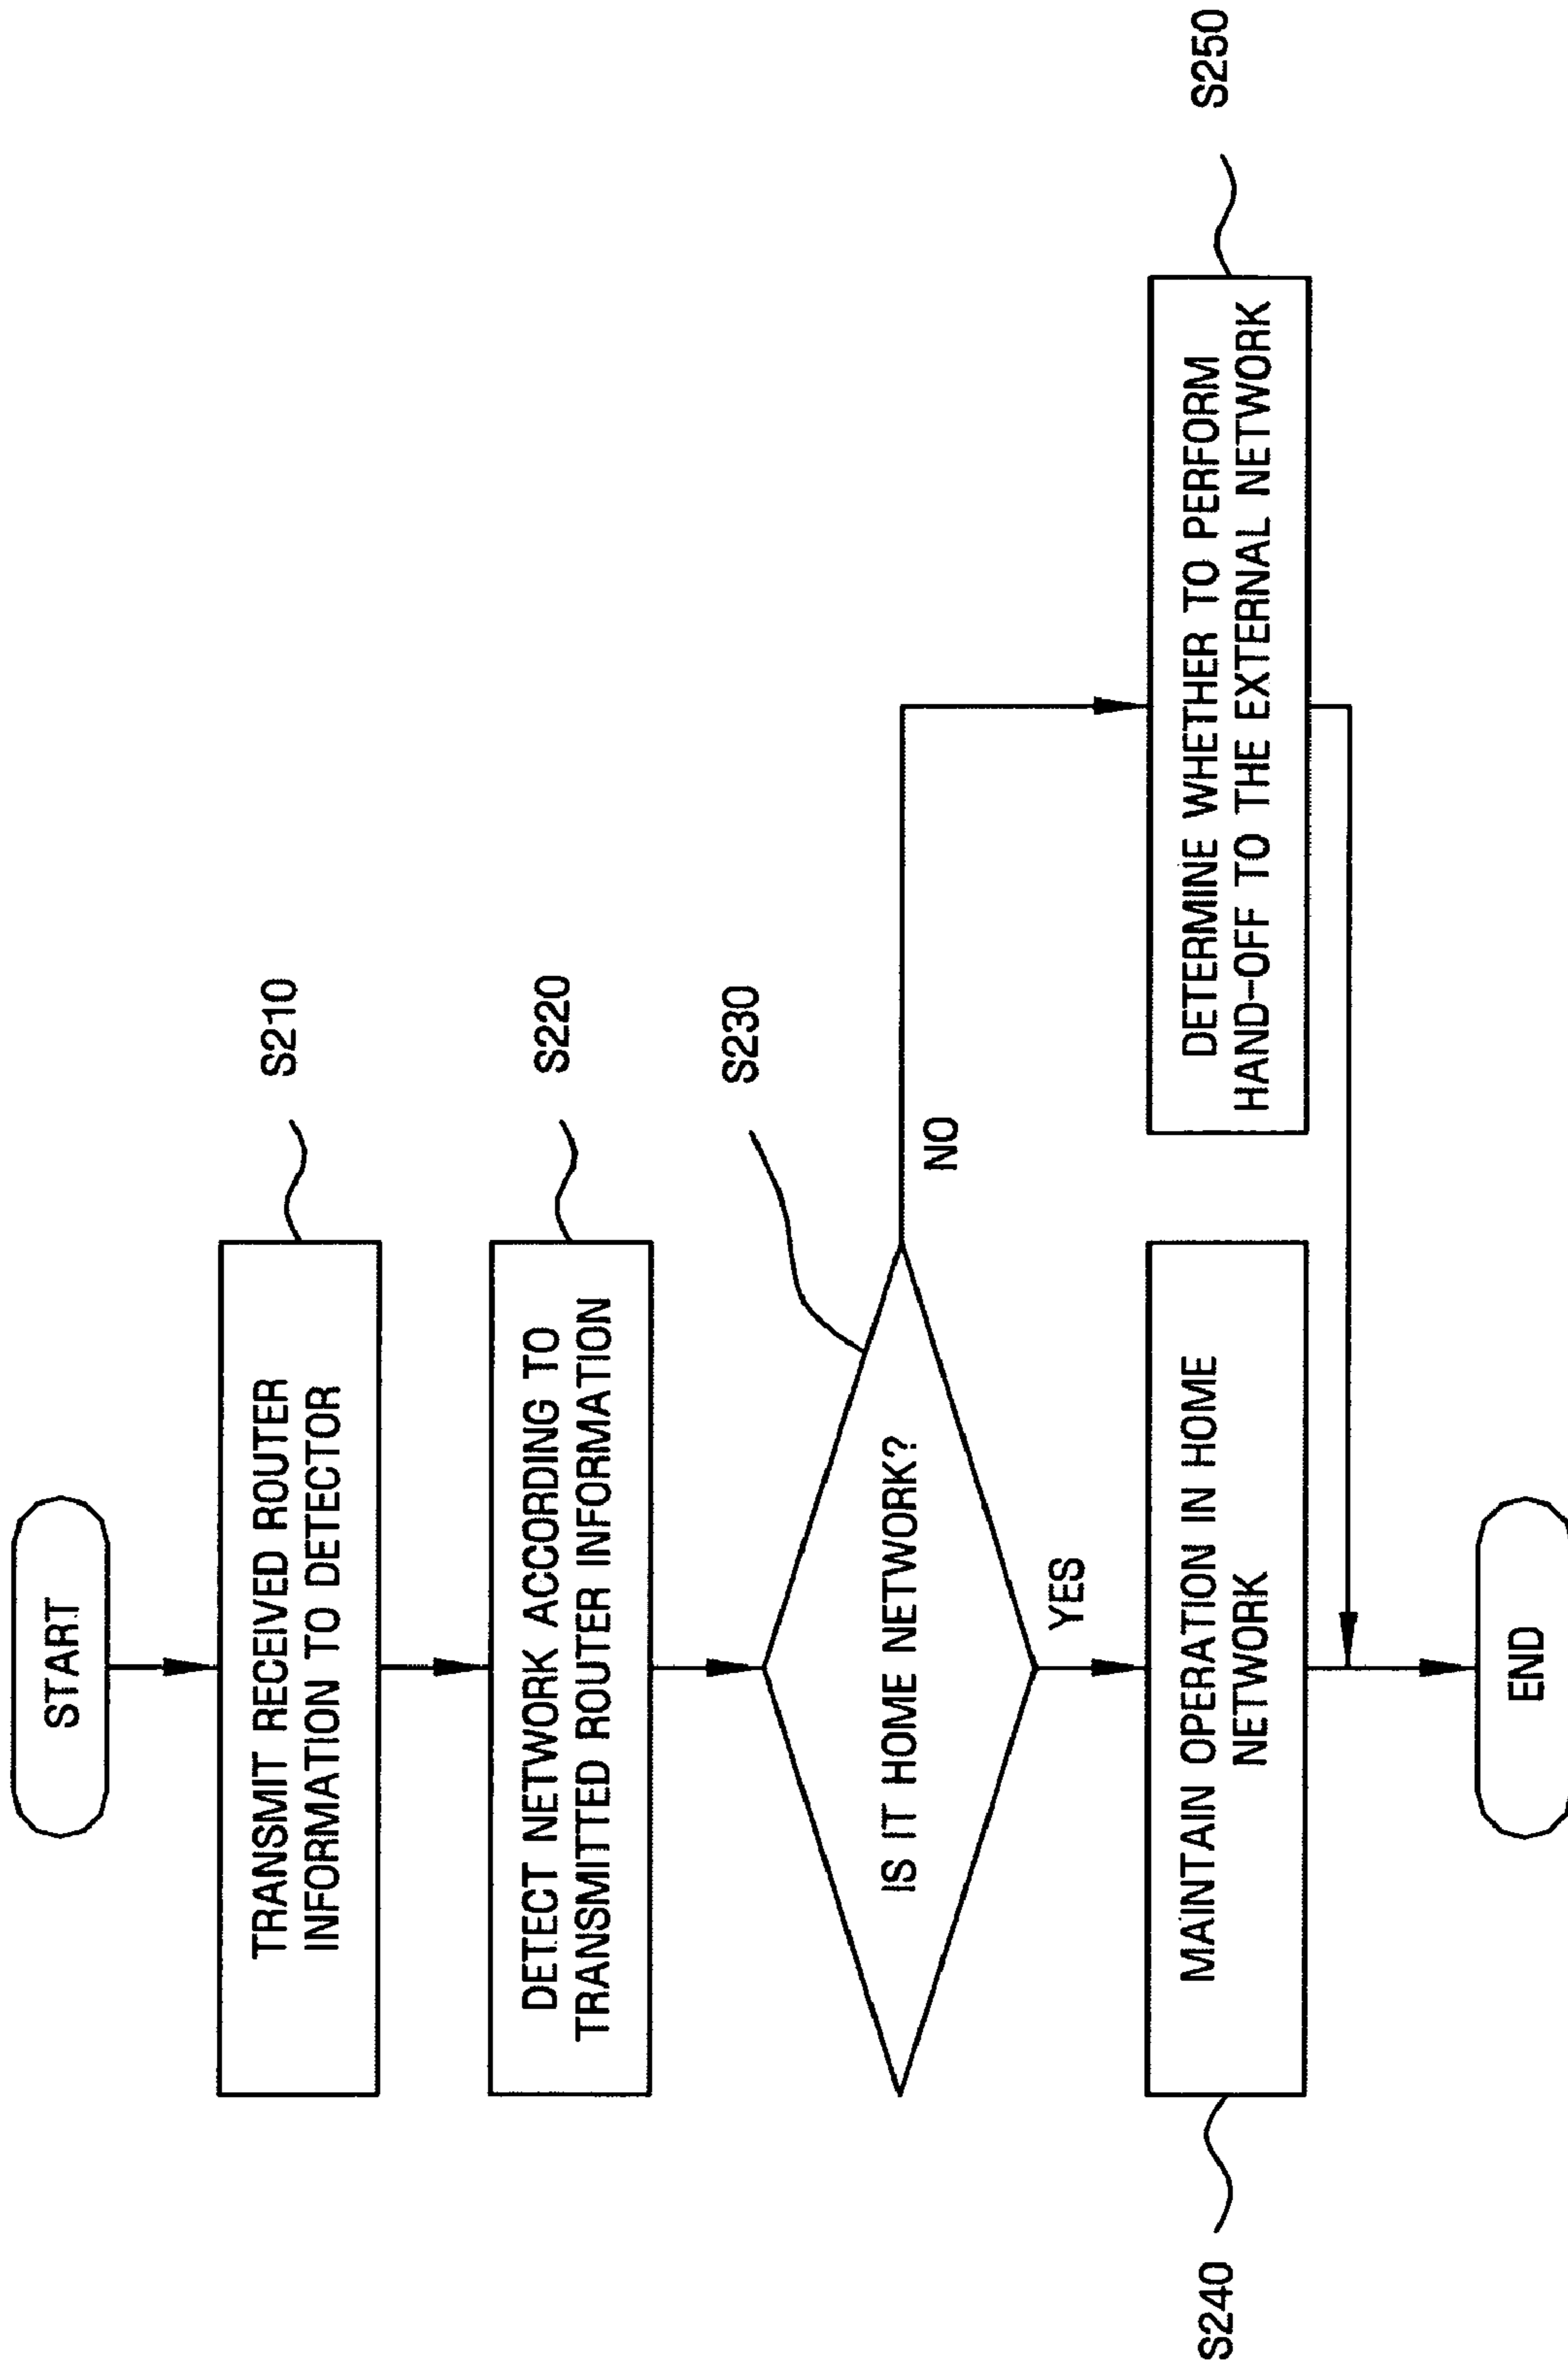 START
TRANSMIT RECEIVED ROUTER
INFORMATION TO DETECTOR
S210
DETECT NETWORK ACCORDING TO
TRANSMITTED ROUTER INFORMATION
S220
IS IT HOME NETWORK?
S230
NO
YES
MAINTAIN OPERATION IN HOME
NETWORK
S240
DETERMINE WHETHER TO PERFORM
HAND-OFF TO THE EXTERNAL NETWORK
S250
END